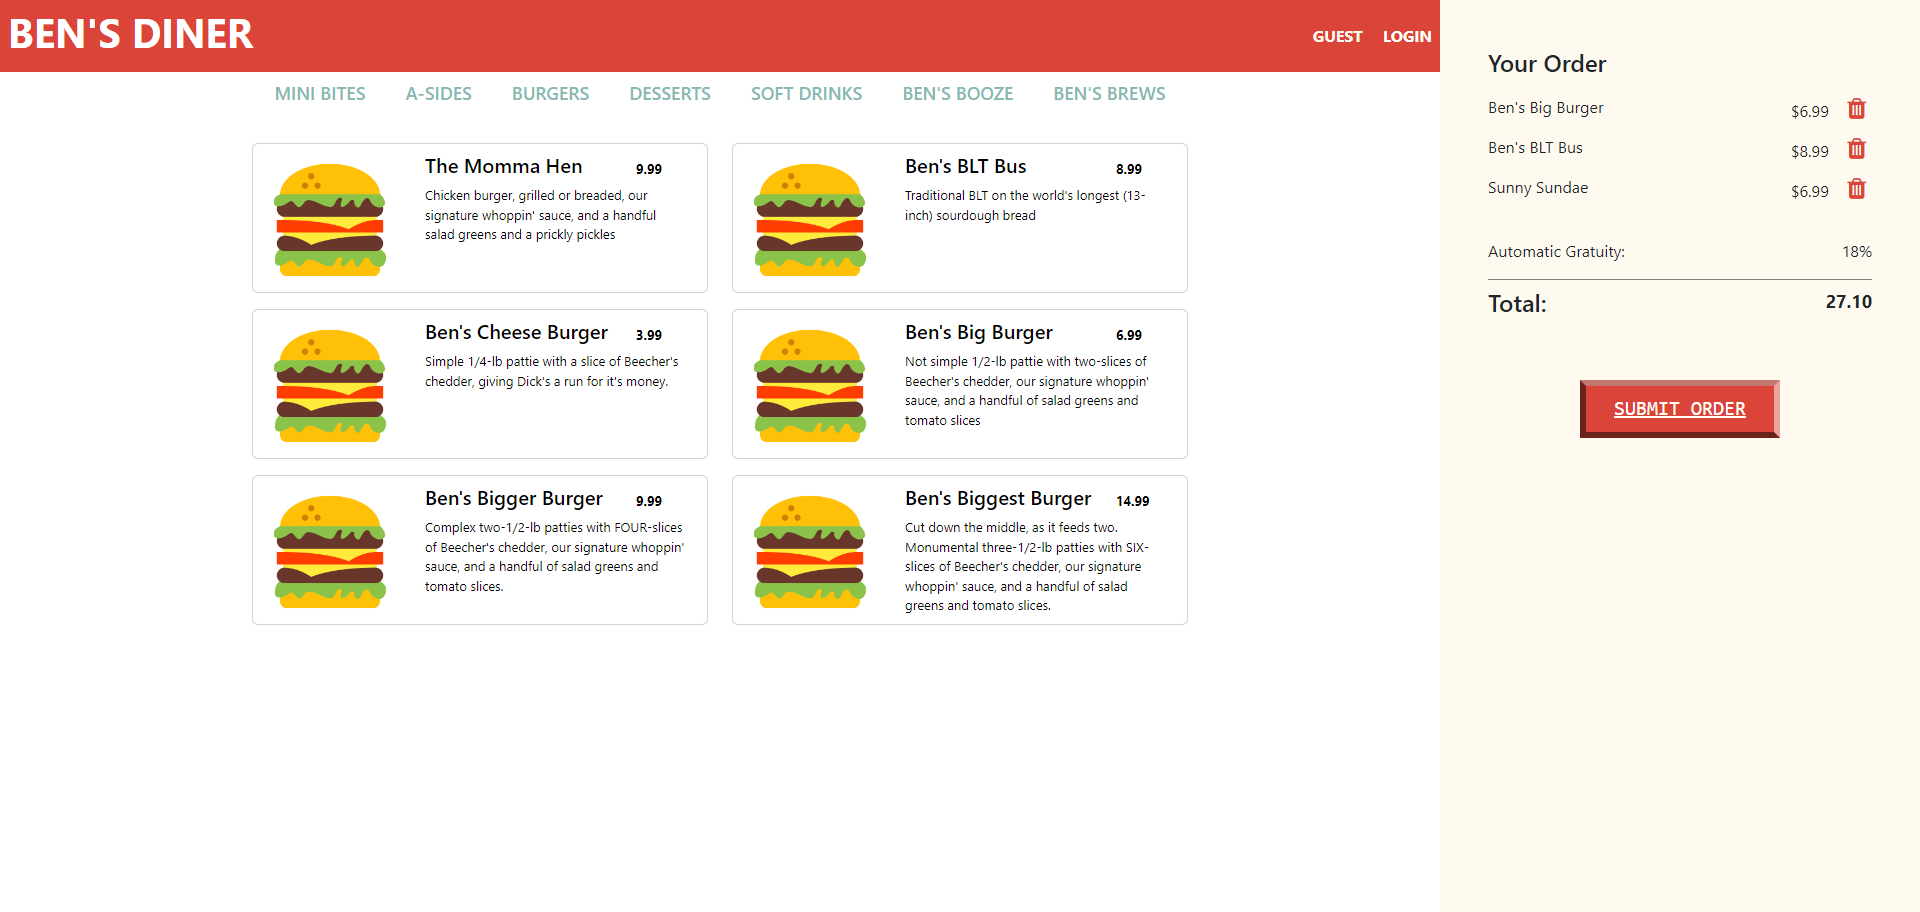 BEN'S DINER
GUEST LOGIN
MINI BITES A-SIDES BURGERS DESSERTS SOFT DRINKS BEN'S BOOZE BEN'S BREWS
The Momma Hen 9.99
Chicken burger, grilled or breaded, our
signature whoppin' sauce, and a handful
salad greens and a prickly pickles
Ben's BLT Bus 8.99
Traditional BLT on the world's longest (13-
inch) sourdough bread
Ben's Cheese Burger 3.99
Simple 1/4-lb pattie with a slice of Beecher's
chedder, giving Dick's a run for it's money.
Ben's Big Burger 6.99
Not simple 1/2-lb pattie with two-slices of
Beecher's chedder, our signature whoppin'
sauce, and a handful of salad greens and
tomato slices
Ben's Bigger Burger 9.99
Complex two-1/2-lb patties with FOUR-slices
of Beecher's chedder, our signature whoppin'
sauce, and a handful of salad greens and
tomato slices.
Ben's Biggest Burger 14.99
Cut down the middle, as it feeds two.
Monumental three-1/2-lb patties with SIX-
slices of Beecher's chedder, our signature
whoppin' sauce, and a handful of salad
greens and tomato slices.
Your Order
Ben's Big Burger $6.99
Ben's BLT Bus $8.99
Sunny Sundae $6.99
Automatic Gratuity: 18%
Total: 27.10
SUBMIT ORDER